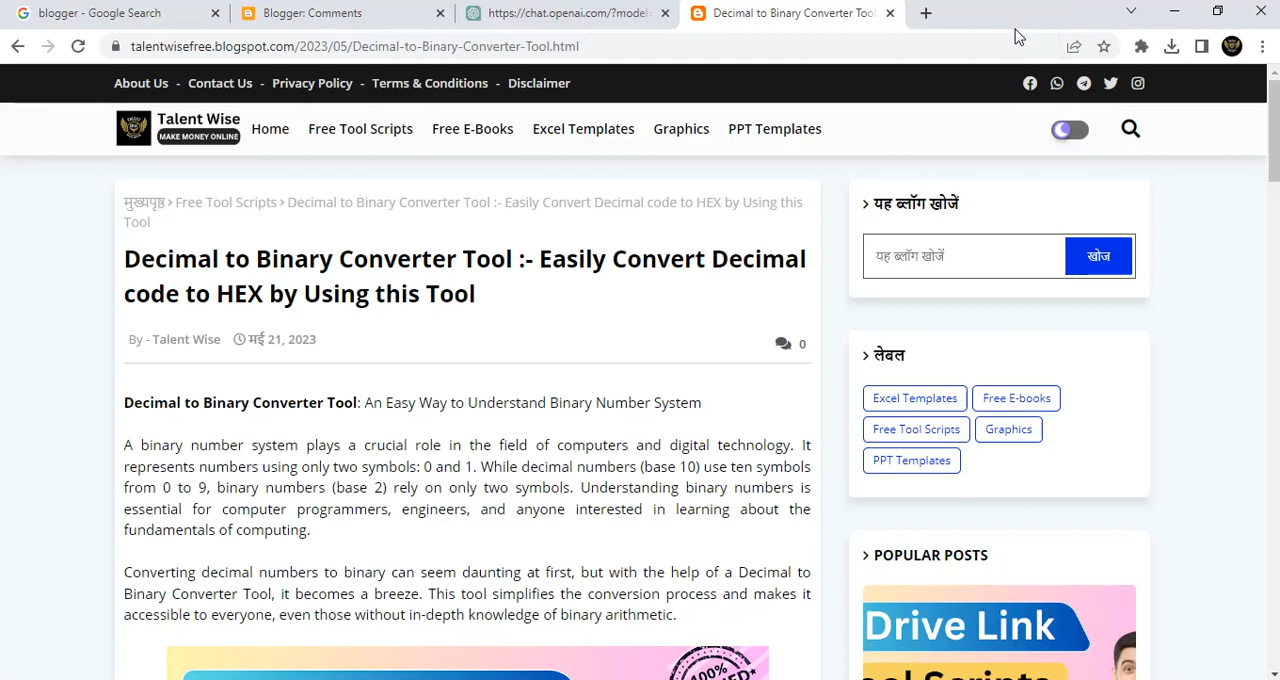 blogger - Google Search
Blogger: Comments
https://chat.openai.com/?model=
Decimal to Binary Converter Tool
talentwisefree.blogspot.com/2023/05/Decimal-to-Binary-Converter-Tool.html
About Us - Contact Us - Privacy Policy - Terms & Conditions - Disclaimer
Talent Wise
MAKE MONEY ONLINE
Home Free Tool Scripts Free E-Books Excel Templates Graphics PPT Templates
मुख्यपृष्ठ › Free Tool Scripts › Decimal to Binary Converter Tool :- Easily Convert Decimal code to HEX by Using this
Tool
Decimal to Binary Converter Tool :- Easily Convert Decimal
code to HEX by Using this Tool
By - Talent Wise मई 21, 2023
0
Decimal to Binary Converter Tool: An Easy Way to Understand Binary Number System
A binary number system plays a crucial role in the field of computers and digital technology. It
represents numbers using only two symbols: 0 and 1. While decimal numbers (base 10) use ten symbols
from 0 to 9, binary numbers (base 2) rely on only two symbols. Understanding binary numbers is
essential for computer programmers, engineers, and anyone interested in learning about the
fundamentals of computing.
Converting decimal numbers to binary can seem daunting at first, but with the help of a Decimal to
Binary Converter Tool, it becomes a breeze. This tool simplifies the conversion process and makes it
accessible to everyone, even those without in-depth knowledge of binary arithmetic.
100%
› यह ब्लॉग खोजें
यह ब्लॉग खोजें
खोज
› लेबल
Excel Templates Free E-books
Free Tool Scripts Graphics
PPT Templates
› POPULAR POSTS
Drive Link